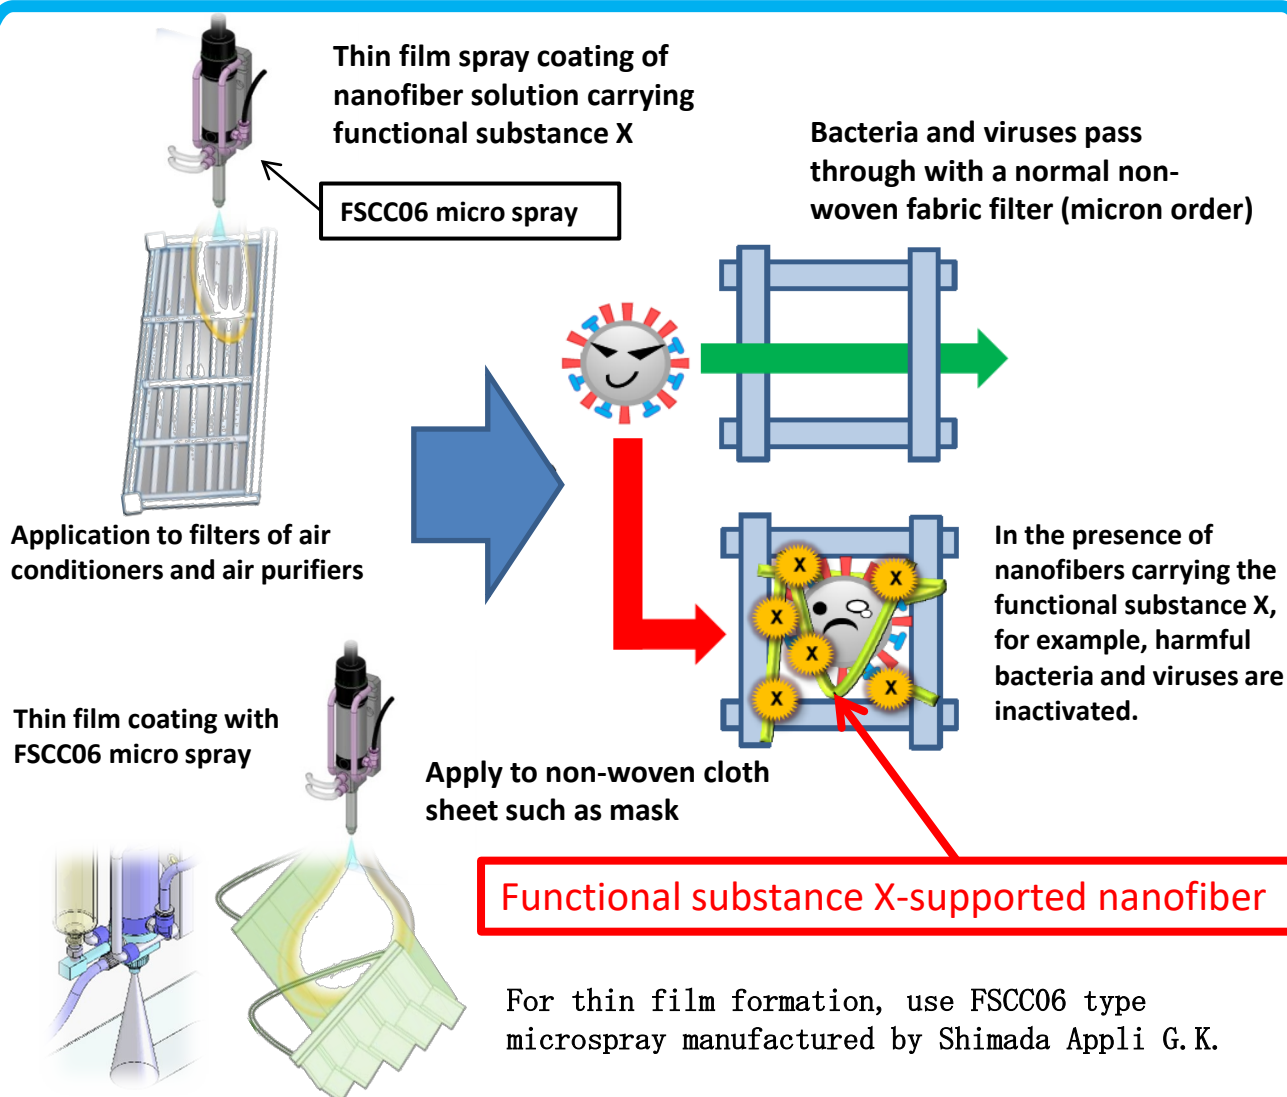 Thin film spray coating of
nanofiber solution carrying
functional substance X
FSCC06 micro spray
Bacteria and viruses pass
through with a normal non-
woven fabric filter (micron order)
Application to filters of air
conditioners and air purifiers
In the presence of
nanofibers carrying the
functional substance X,
for example, harmful
bacteria and viruses are
inactivated.
X
X
X
X
X
X
Thin film coating with
FSCC06 micro spray
Apply to non-woven cloth
sheet such as mask
Functional substance X-supported nanofiber
For thin film formation, use FSCC06 type
microspray manufactured by Shimada Appli G.K.